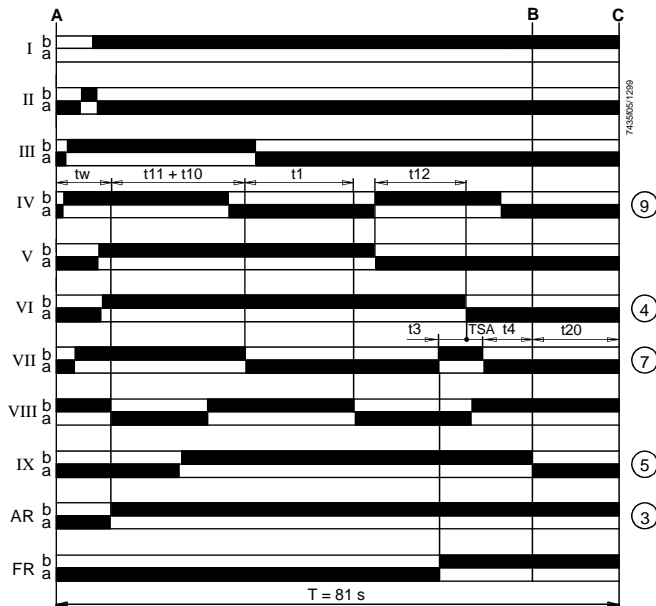 A B C
I b
a
II b
a
7435f05/1299
III b
a
tw t11 + t10 t1 t12
IV b
a
9
V b
a
VI b
a
4
t3 TSA t4 t20
VII b
a
7
VIII b
a
IX b
a
5
AR b
a
3
FR b
a
T = 81 s